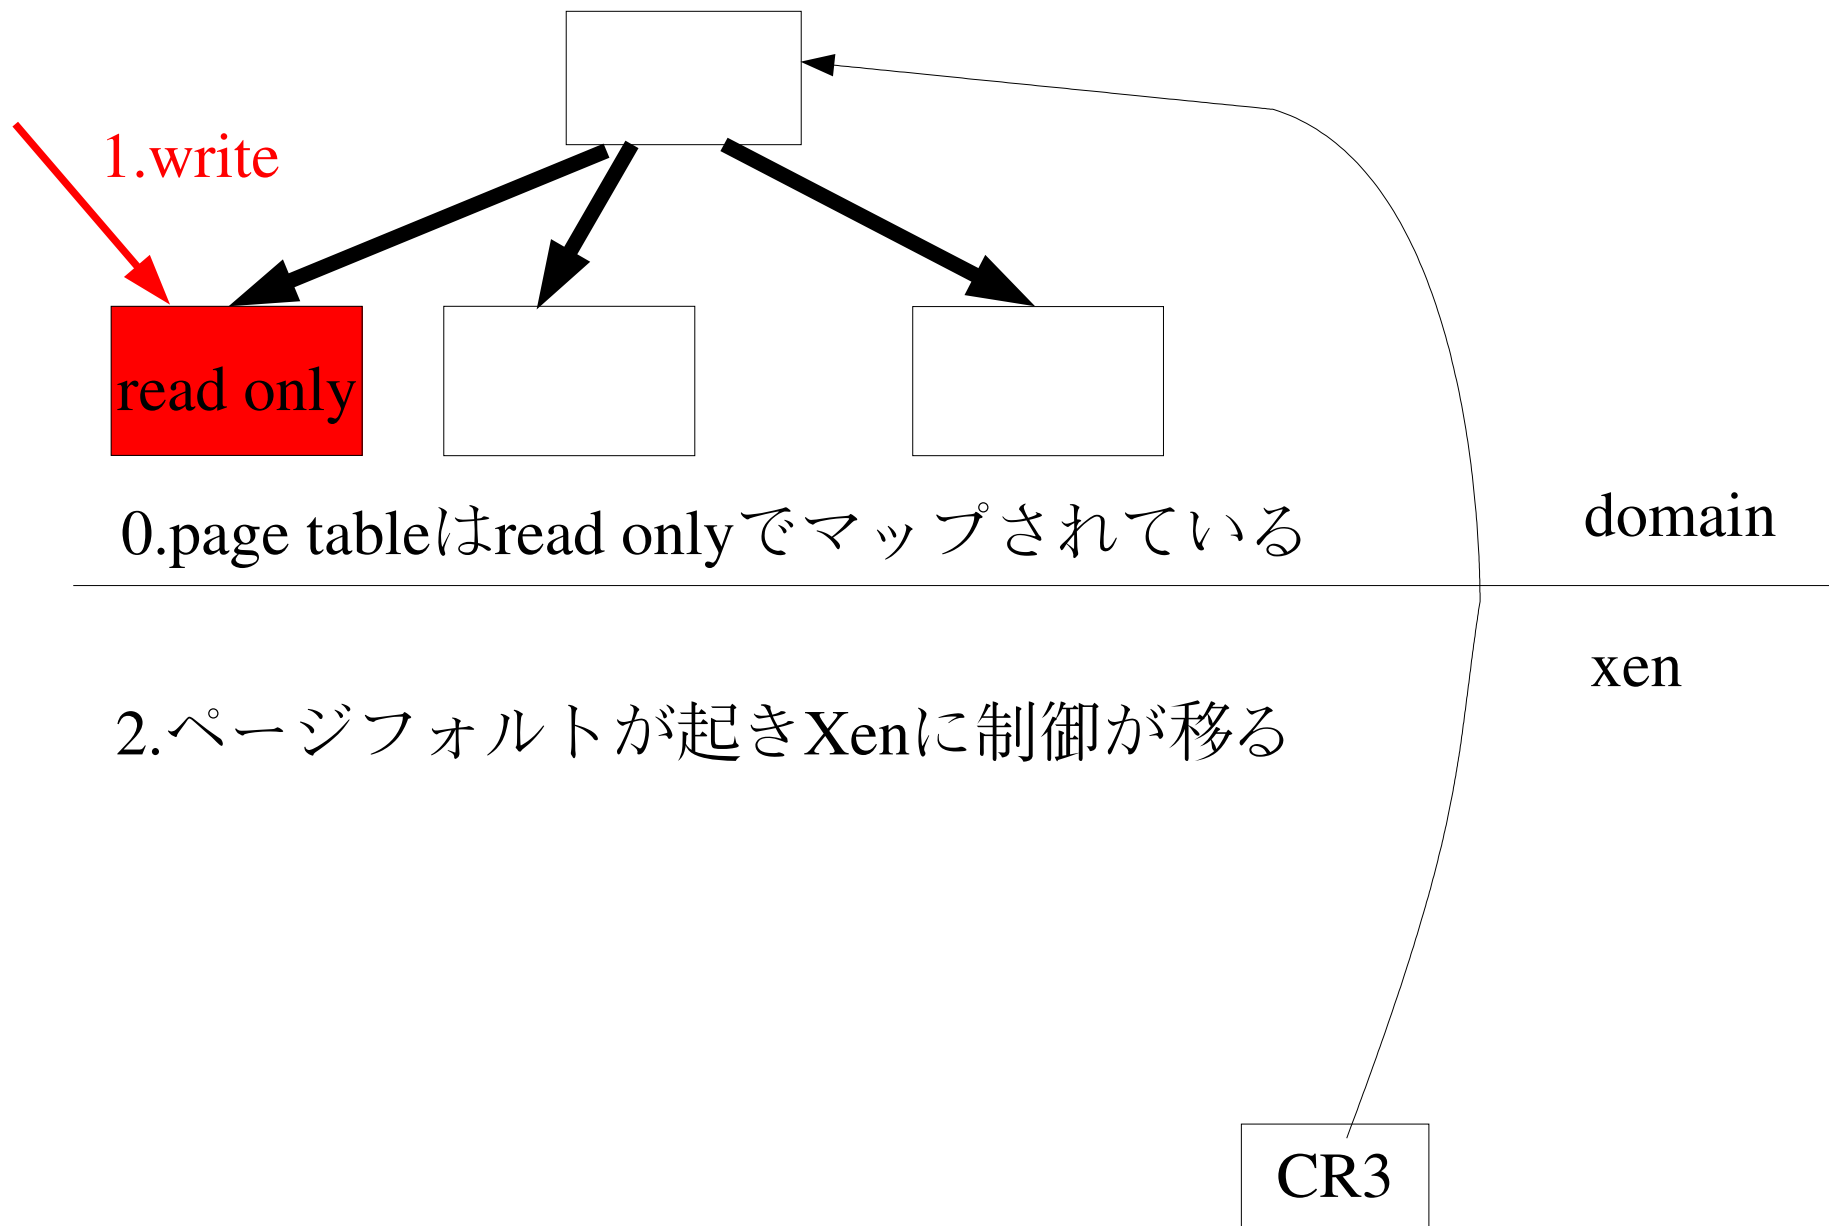 1.write
read only
0.page tableはread onlyでマップされている
domain
xen
2.ページフォルトが起きXenに制御が移る
CR3